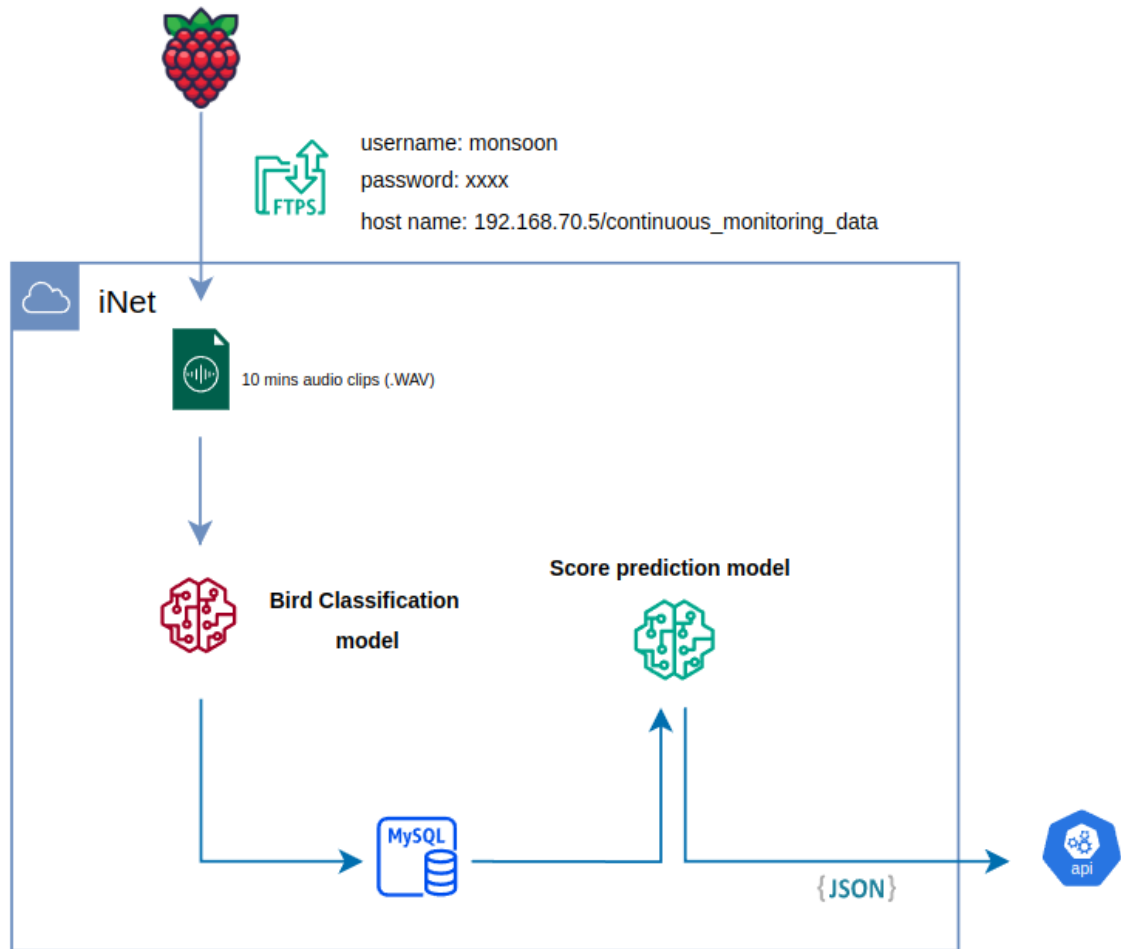 username: monsoon
password: xxxx
FTPS
host name: 192.168.70.5/continuous_monitoring_data
iNet
10 mins audio clips (.WAV)
Score prediction model
Bird Classification
model
MySQL
api
{JSON}